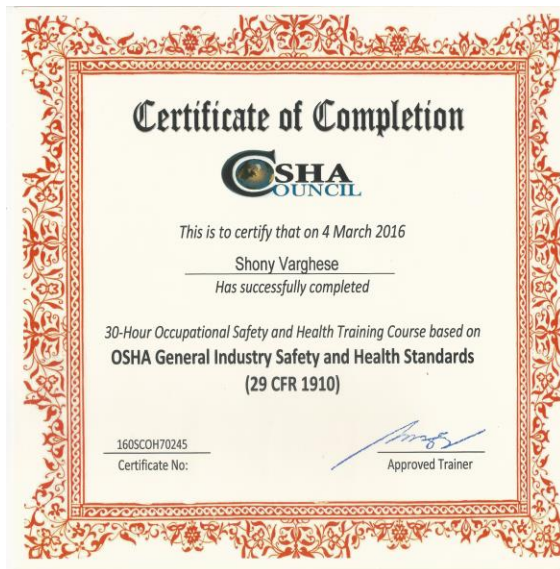 Certificate of Completion
OSHA
COUNCIL
This is to certify that on 4 March 2016
Shony Varghese
Has successfully completed
30-Hour Occupational Safety and Health Training Course based on
OSHA General Industry Safety and Health Standards
(29 CFR 1910)
160SCOH70245
Certificate No:
Approved Trainer